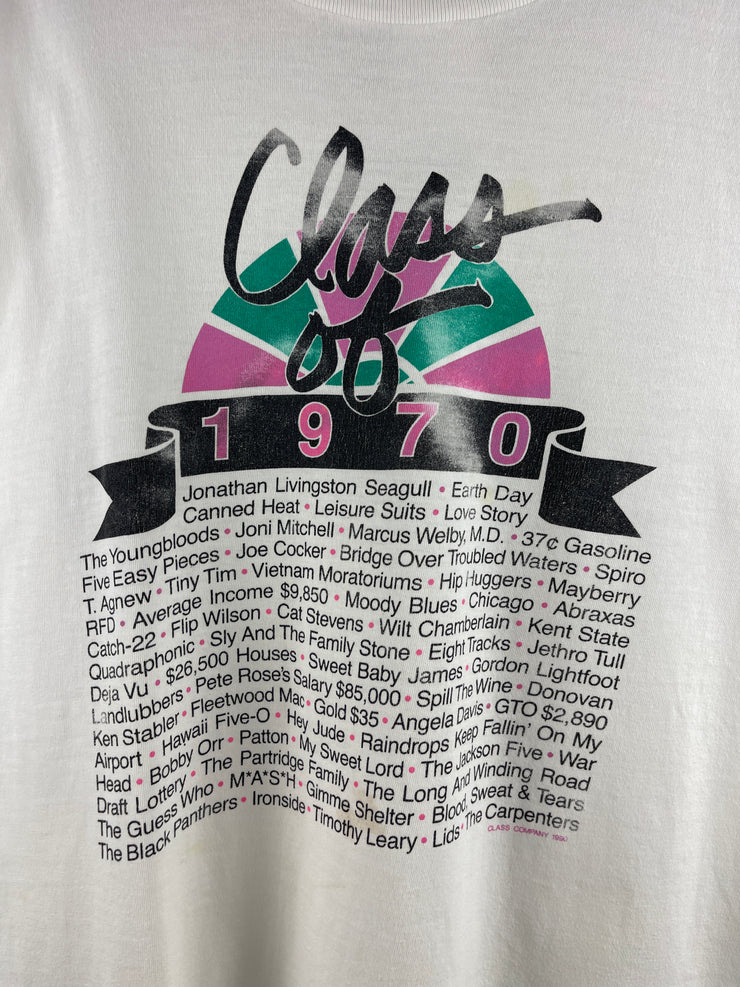 Class
of
1970
Jonathan Livingston Seagull • Earth Day
Canned Heat • Leisure Suits • Love Story
The Youngbloods • Joni Mitchell • Marcus Welby, M.D. • 37¢ Gasoline
Five Easy Pieces • Joe Cocker • Bridge Over Troubled Waters • Spiro
T. Agnew • Tiny Tim • Vietnam Moratoriums • Hip Huggers • Mayberry
RFD • Average Income $9,850 • Moody Blues • Chicago • Abraxas
Catch-22 • Flip Wilson • Cat Stevens • Wilt Chamberlain • Kent State
Quadraphonic • Sly And The Family Stone • Eight Tracks • Jethro Tull
Deja Vu • $26,500 Houses • Sweet Baby James • Gordon Lightfoot
Landlubbers • Pete Rose's Salary $85,000 • Spill The Wine • Donovan
Ken Stabler • Fleetwood Mac • Gold $35 • Angela Davis • GTO $2,890
Airport • Hawaii Five-O • Hey Jude • Raindrops Keep Fallin' On My
Head • Bobby Orr • Patton • My Sweet Lord • The Jackson Five • War
Draft Lottery • The Partridge Family • The Long And Winding Road
The Guess Who • M*A*S*H • Gimme Shelter • Blood, Sweat & Tears
The Black Panthers • Ironside • Timothy Leary • Lids • The Carpenters
CLASS COMPANY 1990